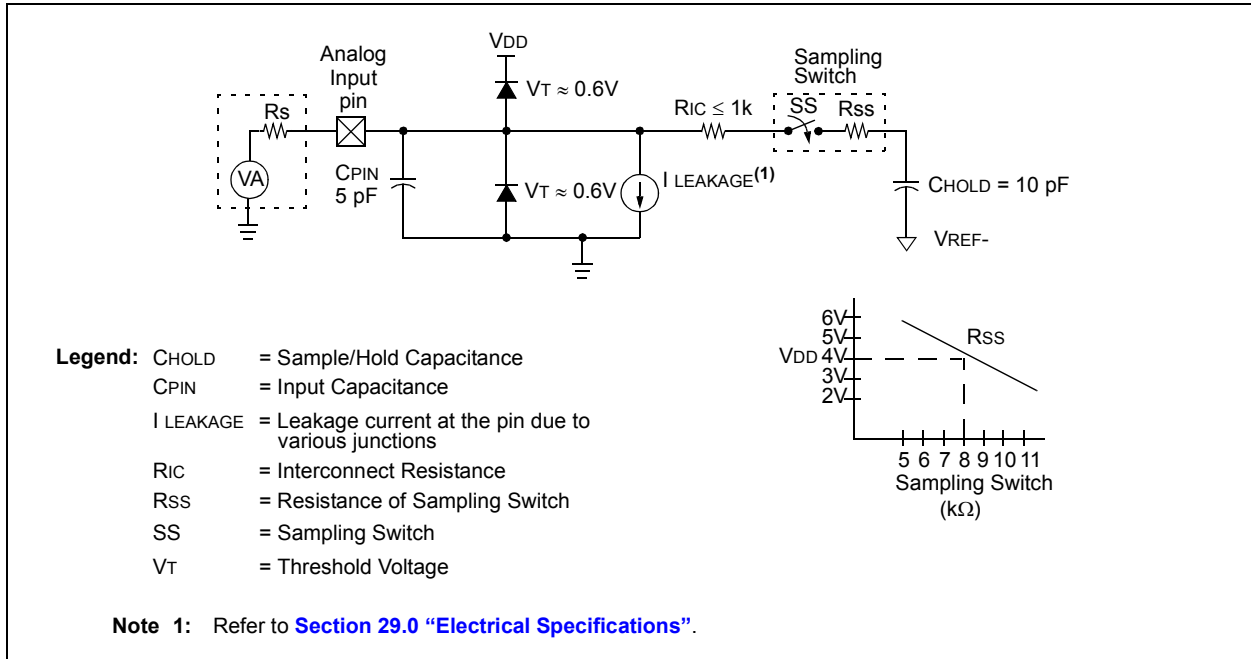 VDD
Analog
Input
pin
Sampling
Switch
VT ≈ 0.6V
Rs
RIC ≤ 1k
SS
Rss
VA
CPIN
5 pF
VT ≈ 0.6V
I LEAKAGE(1)
CHOLD = 10 pF
VREF-
6V
5V
VDD 4V
3V
2V
RSS
5 6 7 8 9 10 11
Sampling Switch
(kΩ)
Legend: CHOLD = Sample/Hold Capacitance
CPIN = Input Capacitance
I LEAKAGE = Leakage current at the pin due to
various junctions
RIC = Interconnect Resistance
RSS = Resistance of Sampling Switch
SS = Sampling Switch
VT = Threshold Voltage
Note 1: Refer to Section 29.0 “Electrical Specifications”.